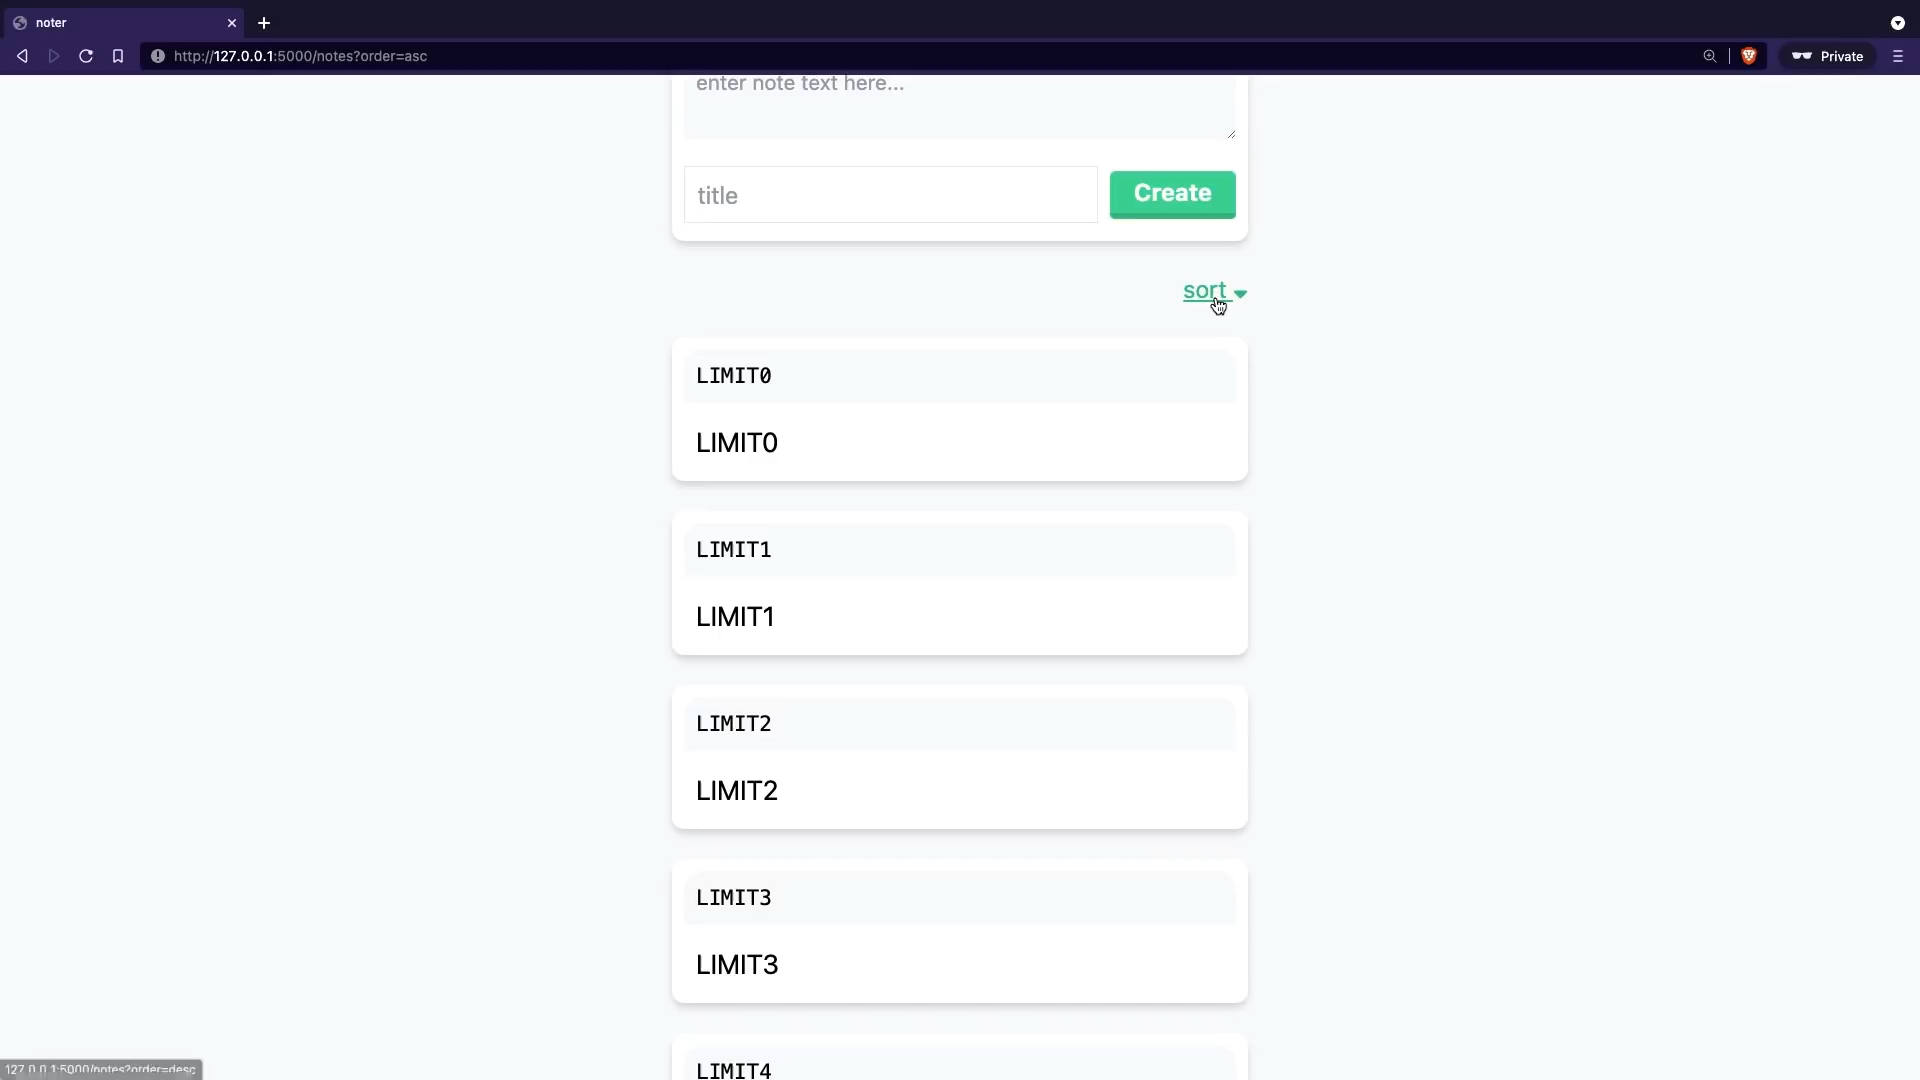 noter
http://127.0.0.1:5000/notes?order=asc
Private
enter note text here...
title
Create
sort
LIMIT0
LIMIT0
LIMIT1
LIMIT1
LIMIT2
LIMIT2
LIMIT3
LIMIT3
LIMIT4
127.0.0.1:5000/notes?order=desc